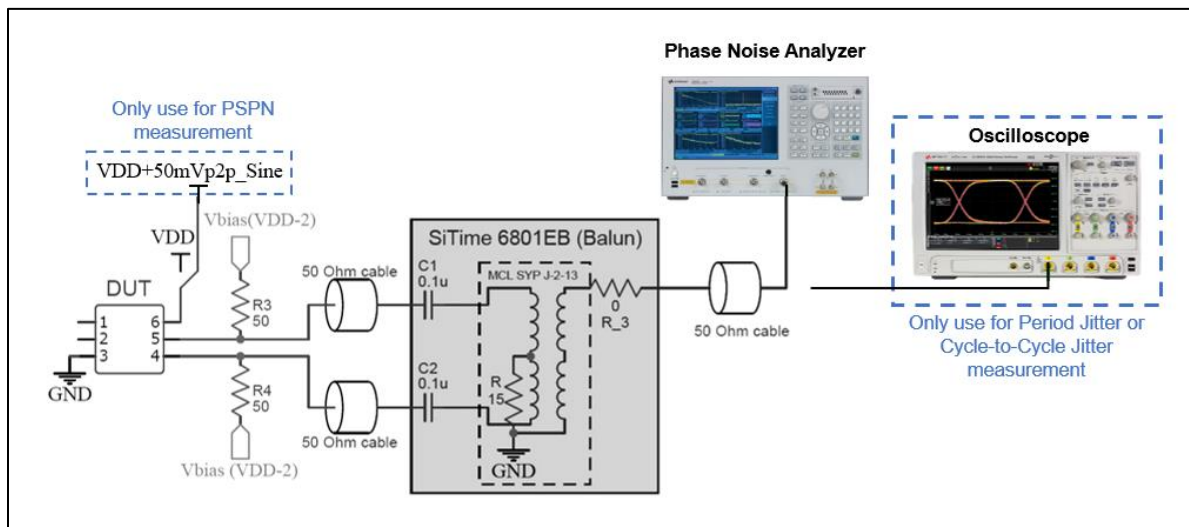 Phase Noise Analyzer
Only use for PSPN
measurement
VDD+50mVp2p_Sine
Oscilloscope
Vbias(VDD-2)
VDD
SiTime 6801EB (Balun)
50 Ohm cable
C1
0.1u
MCL SYP J-2-13
DUT
R3
50
0
R_3
50 Ohm cable
1
2
3
6
5
4
GND
R4
50
C2
0.1u
R
15
50 Ohm cable
GND
Vbias (VDD-2)
Only use for Period Jitter or
Cycle-to-Cycle Jitter
measurement